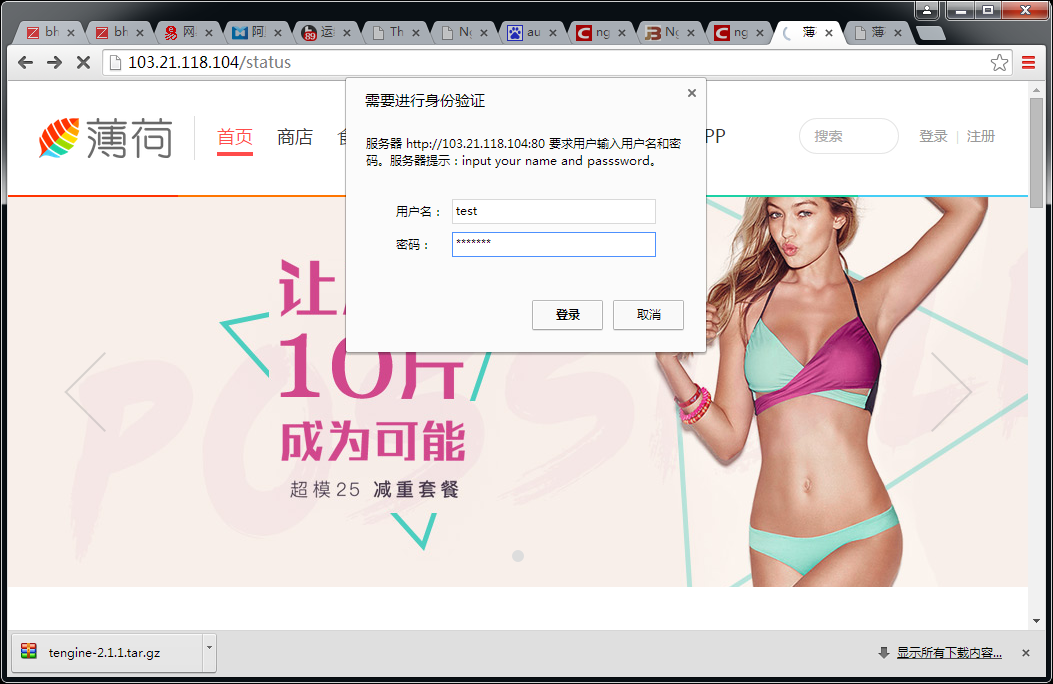 bh
bh
网
阿
运
Th
Ng
au
ng
Ng
ng
薄
薄
103.21.118.104/status
薄荷
首页
商店
PP
搜索
登录
注册
需要进行身份验证
服务器 http://103.21.118.104:80 要求用户输入用户名和密
码。服务器提示：input your name and passsword。
用户名：
test
密码：
*******
登录
取消
让
10片
成为可能
超模25 减重套餐
tengine-2.1.1.tar.gz
显示所有下载内容...